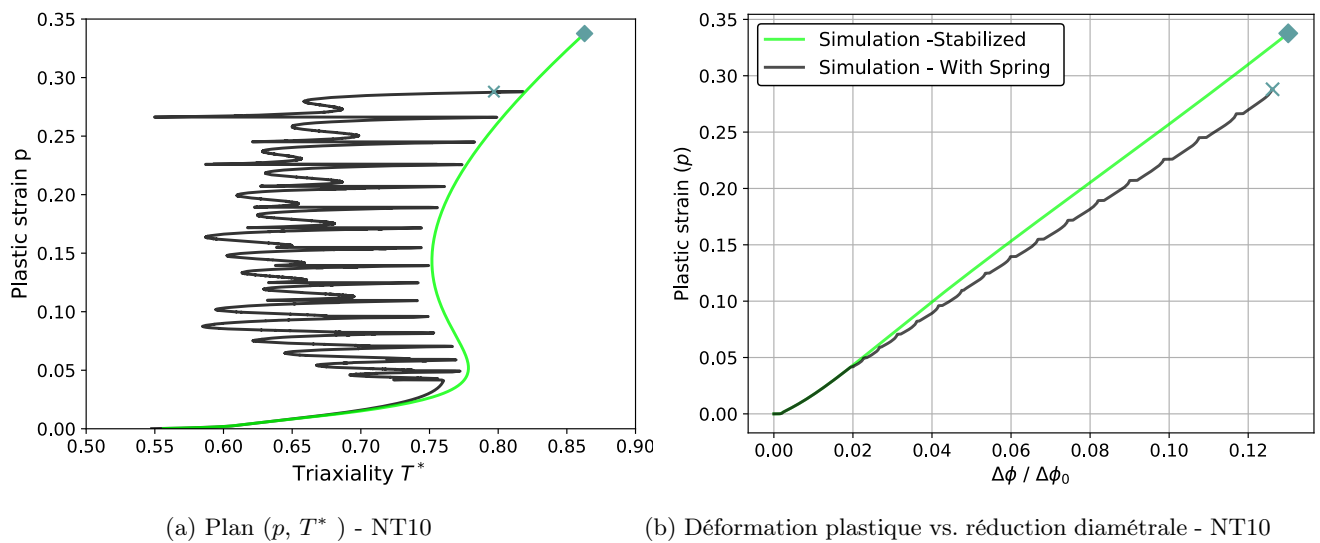 0.35
0.30
0.25
0.20
0.15
0.10
0.05
0.00
Plastic strain p
0.50 0.55 0.60 0.65 0.70 0.75 0.80 0.85 0.90
Triaxiality T*
(a) Plan (p, T* ) - NT10
Simulation -Stabilized
Simulation - With Spring
0.35
0.30
0.25
0.20
0.15
0.10
0.05
0.00
Plastic strain (p)
0.00 0.02 0.04 0.06 0.08 0.10 0.12
Δϕ / Δϕ₀
(b) Déformation plastique vs. réduction diamétrale - NT10